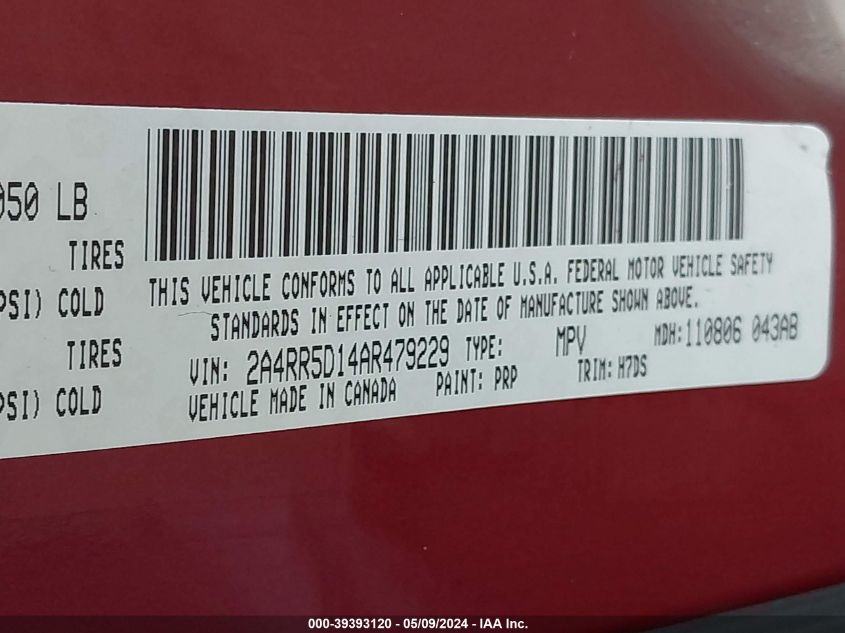 050 LB
TIRES
PSI) COLD
TIRES
PSI) COLD
THIS VEHICLE CONFORMS TO ALL APPLICABLE U.S.A. FEDERAL MOTOR VEHICLE SAFETY
STANDARDS IN EFFECT ON THE DATE OF MANUFACTURE SHOWN ABOVE.
VIN: 2A4RR5D14AR479229 TYPE: MPV MDH: 110806 043AB
VEHICLE MADE IN CANADA PAINT: PRP TRIM: H7DS
000-39393120 - 05/09/2024 - IAA Inc.